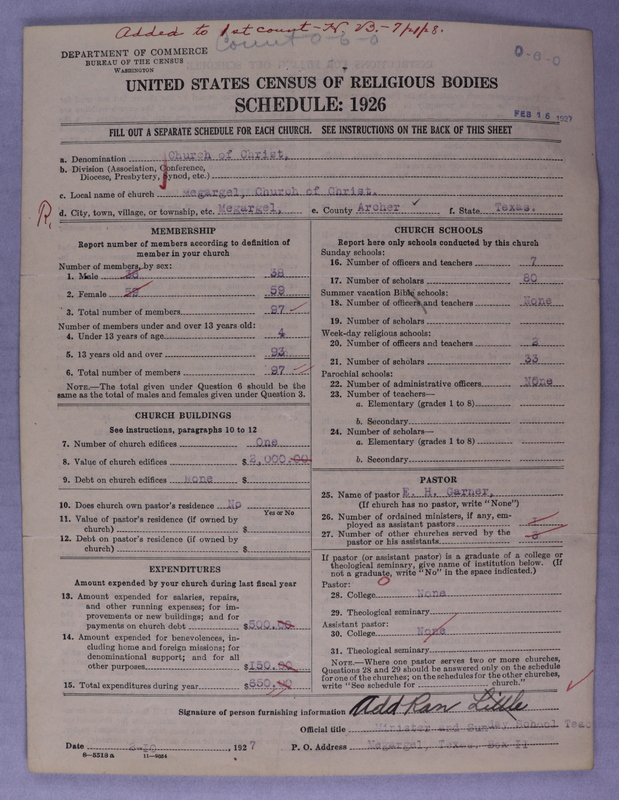 Added to 1st count - N. B. - 7/21/28.
Count 0-6-0
0-6-0
DEPARTMENT OF COMMERCE
BUREAU OF THE CENSUS
WASHINGTON
UNITED STATES CENSUS OF RELIGIOUS BODIES
SCHEDULE: 1926
FEB 16 1927
FILL OUT A SEPARATE SCHEDULE FOR EACH CHURCH. SEE INSTRUCTIONS ON THE BACK OF THIS SHEET
a. Denomination Church of Christ,
b. Division (Association, Conference,
Diocese, Presbytery, Synod, etc.)
c. Local name of church Megargel, Church of Christ.
R. d. City, town, village, or township, etc. Megargel, e. County Archer ✓ f. State Texas.
MEMBERSHIP
Report number of members according to definition of
member in your church
Number of members, by sex:
1. Male 38
2. Female 59
3. Total number of members 97
Number of members under and over 13 years old:
4. Under 13 years of age 4
5. 13 years old and over 93
6. Total number of members 97
NOTE.—The total given under Question 6 should be
same as the total of males and females given under Question 3.
CHURCH BUILDINGS
See instructions, paragraphs 10 to 12
7. Number of church edifices One
8. Value of church edifices $2,000.00
9. Debt on church edifices None $
10. Does church own pastor's residence No
Yes or No
11. Value of pastor's residence (if owned by
church) $
12. Debt on pastor's residence (if owned by
church) $
EXPENDITURES
Amount expended by your church during last fiscal year
13. Amount expended for salaries, repairs,
and other running expenses; for im-
provements or new buildings; and for
payments on church debt $500.00
14. Amount expended for benevolences, in-
cluding home and foreign missions; for
denominational support; and for all
other purposes $150.00
15. Total expenditures during year $650.00
CHURCH SCHOOLS
Report here only schools conducted by this church
Sunday schools:
16. Number of officers and teachers 7
17. Number of scholars 80
Summer vacation Bible schools:
18. Number of officers and teachers None
19. Number of scholars
Week-day religious schools:
20. Number of officers and teachers 2
21. Number of scholars 33
Parochial schools:
22. Number of administrative officers None
23. Number of teachers—
a. Elementary (grades 1 to 8)
b. Secondary
24. Number of scholars—
a. Elementary (grades 1 to 8)
b. Secondary
PASTOR
25. Name of pastor E. H. Garner,
(If church has no pastor, write "None")
26. Number of ordained ministers, if any, em-
ployed as assistant pastors
27. Number of other churches served by the
pastor or his assistants
If pastor (or assistant pastor) is a graduate of a college or
theological seminary, give name of institution below. (If
not a graduate, write "No" in the space indicated.)
Pastor:
28. College None
29. Theological seminary
Assistant pastor:
30. College None
31. Theological seminary
NOTE.—Where one pastor serves two or more churches,
Questions 28 and 29 should be answered only on the schedule
for one of the churches; on the schedules for the other churches,
write "See schedule for church."
Signature of person furnishing information Add Ran Little
Official title Minister and Sunday School Teac
Date 2-10, 1927 P. O. Address Megargel, Texas. Box 11
8—5518a 11—9064